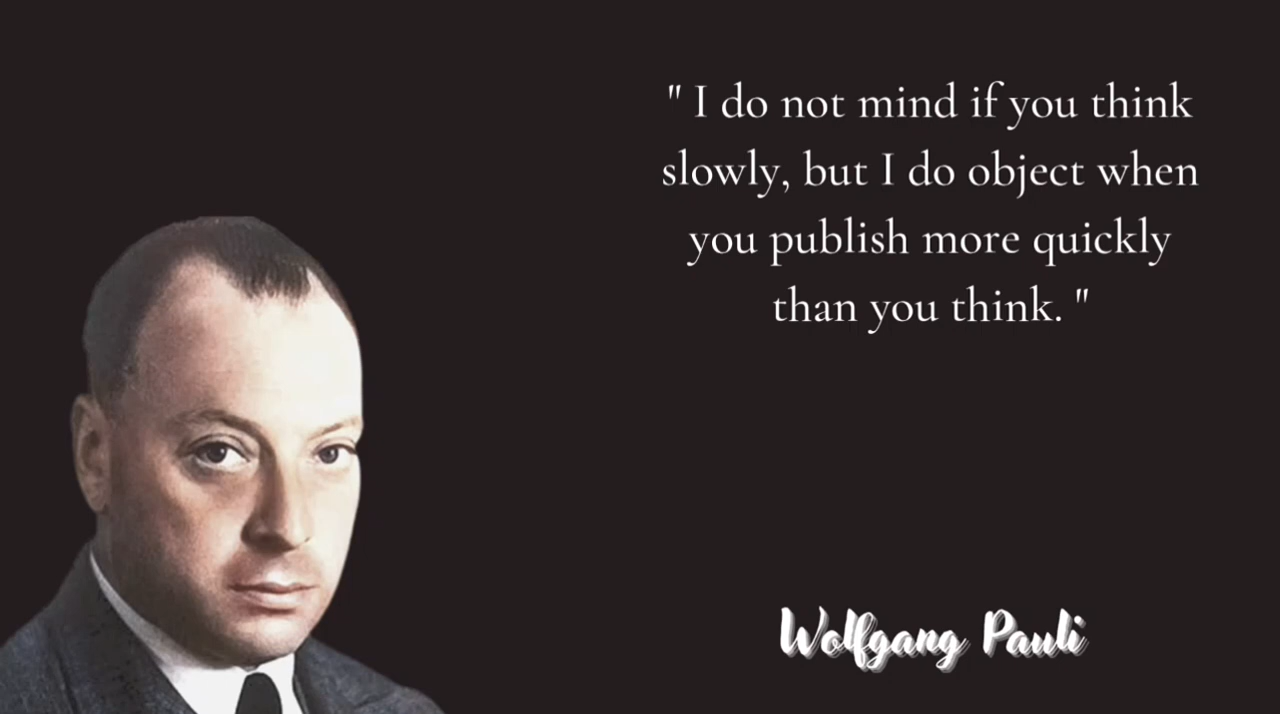 " I do not mind if you think
slowly, but I do object when
you publish more quickly
than you think. "
Wolfgang Pauli